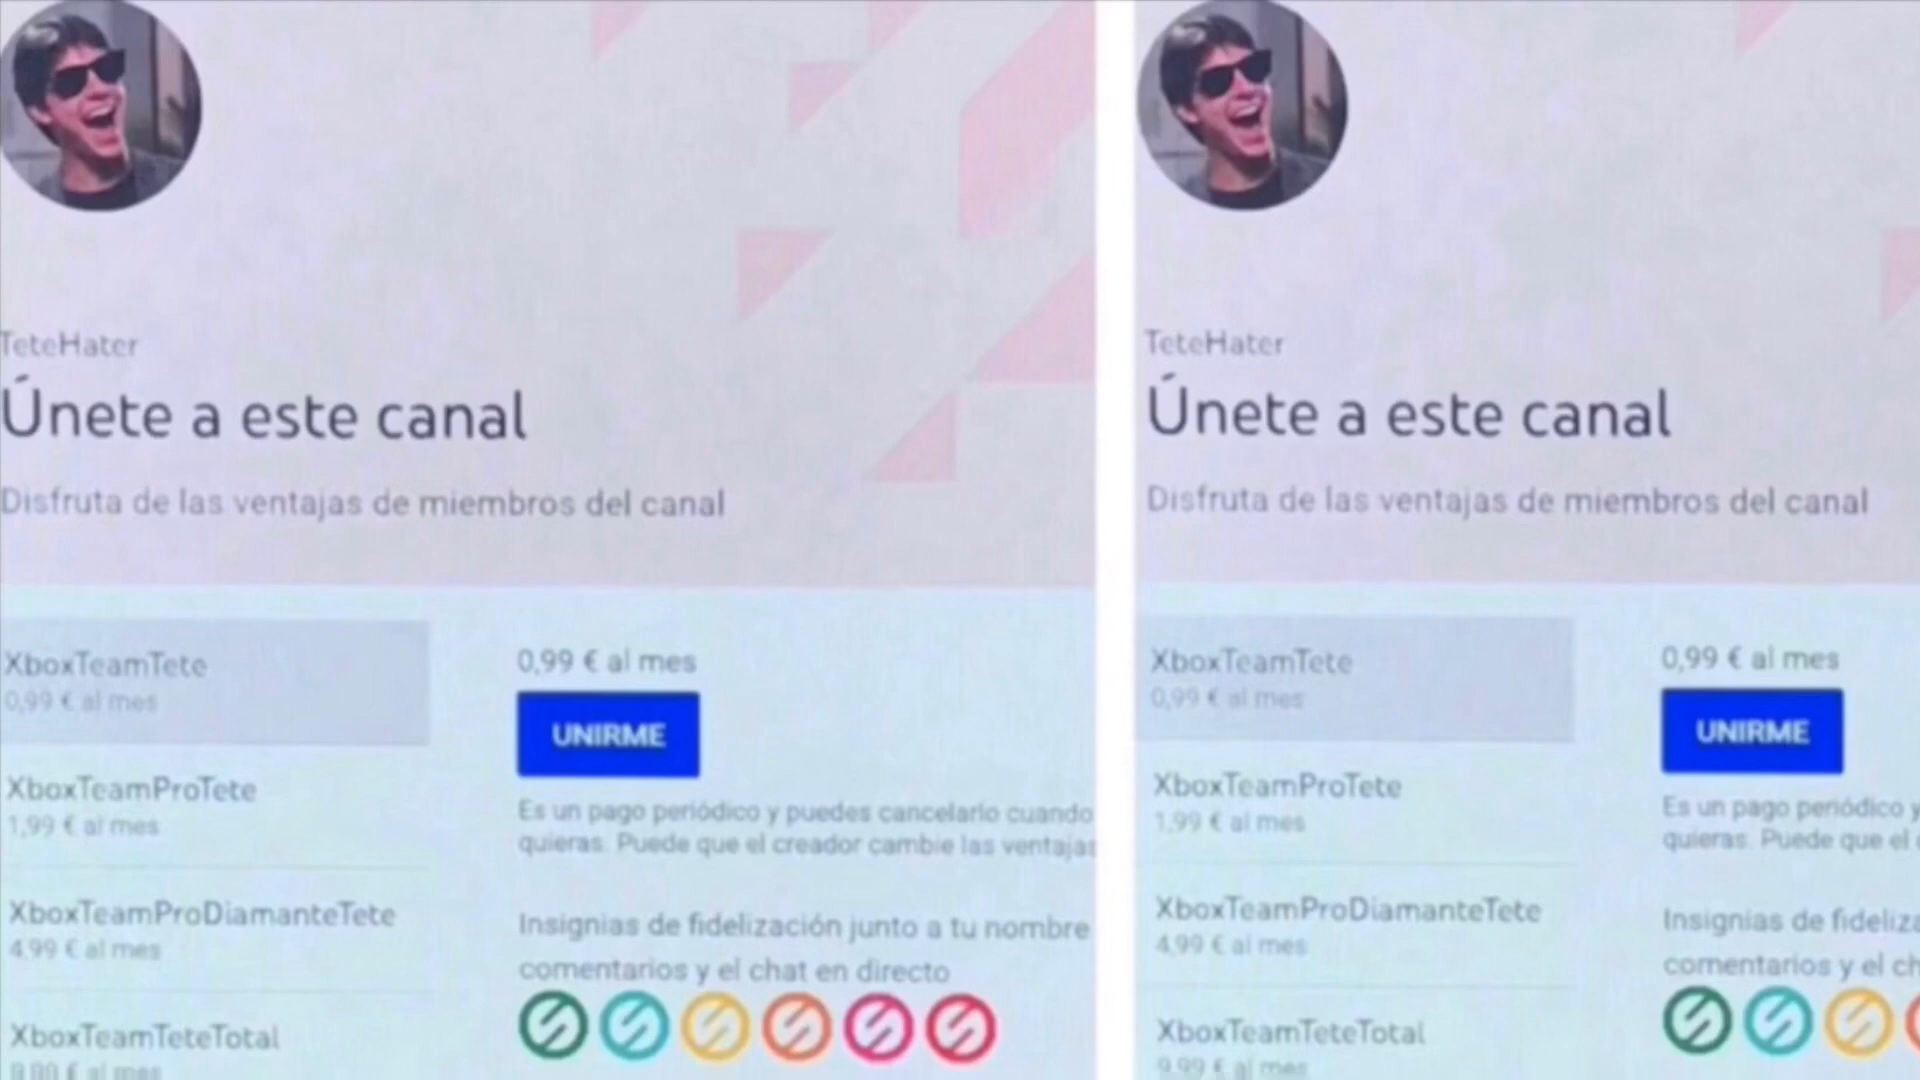 TeteHater
Únete a este canal
Disfruta de las ventajas de miembros del canal
XboxTeamTete
0,99 € al mes
XboxTeamProTete
1,99 € al mes
XboxTeamProDiamanteTete
4,99 € al mes
XboxTeamTeteTotal
9,99 € al mes
0,99 € al mes
UNIRME
Es un pago periódico y puedes cancelarlo cuando
quieras. Puede que el creador cambie las ventajas
Insignias de fidelización junto a tu nombre
comentarios y el chat en directo
TeteHater
Únete a este canal
Disfruta de las ventajas de miembros del canal
XboxTeamTete
0,99 € al mes
XboxTeamProTete
1,99 € al mes
XboxTeamProDiamanteTete
4,99 € al mes
XboxTeamTeteTotal
9,99 € al mes
0,99 € al mes
UNIRME
Es un pago periódico y
quieras. Puede que el
Insignias de fideliza
comentarios y el ch